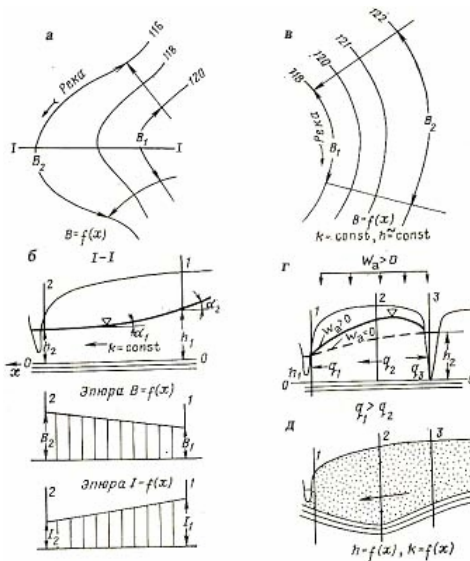 а
116
118
120
Река
I
I
B₂
B₁
B=f(x)
в
122
121
120
118
Река
B₁
B₂
B=f(x)
k=const, h≈const
б
I-I
2
1
α₂
α₁
h₂
h₁
k=const
0
0
x
Эпюра B=f(x)
2
1
B₂
B₁
Эпюра I=f(x)
2
1
I₂
I₁
г
Wₐ>0
1
2
3
Wₐ>0
Wₐ=0
h₁
h₂
q₁
q₂
q₃
0
0
q₁>q₂
д
1
2
3
h=f(x), k=f(x)